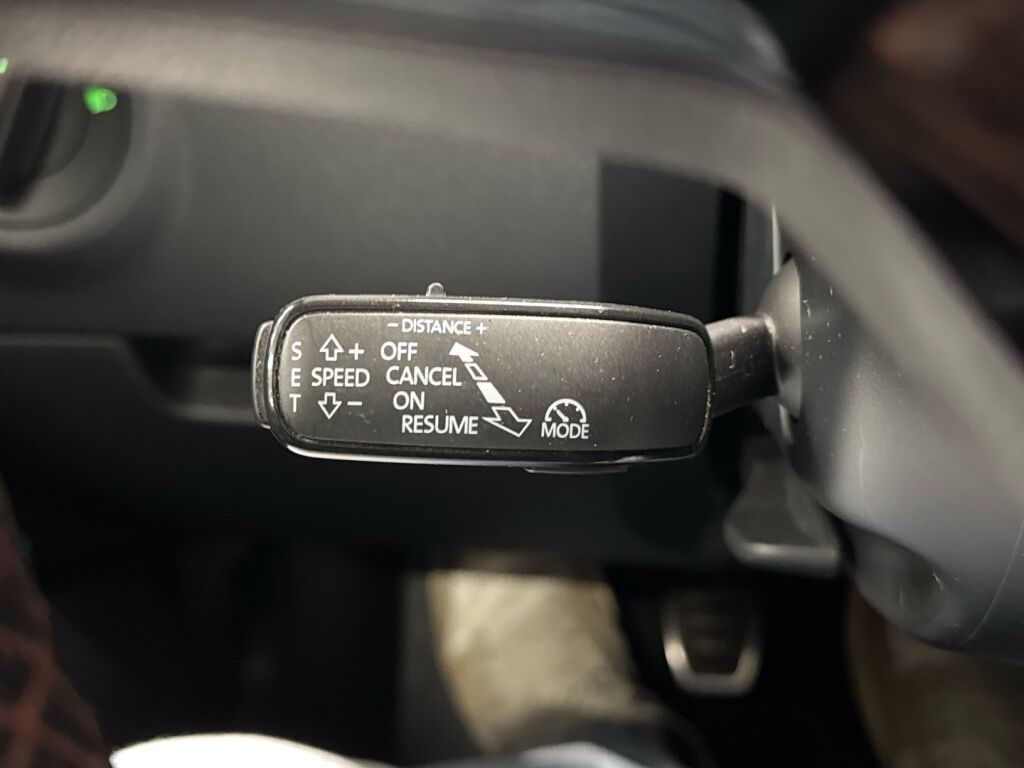 – DISTANCE +
S + OFF
E SPEED CANCEL
T – ON
RESUME
MODE